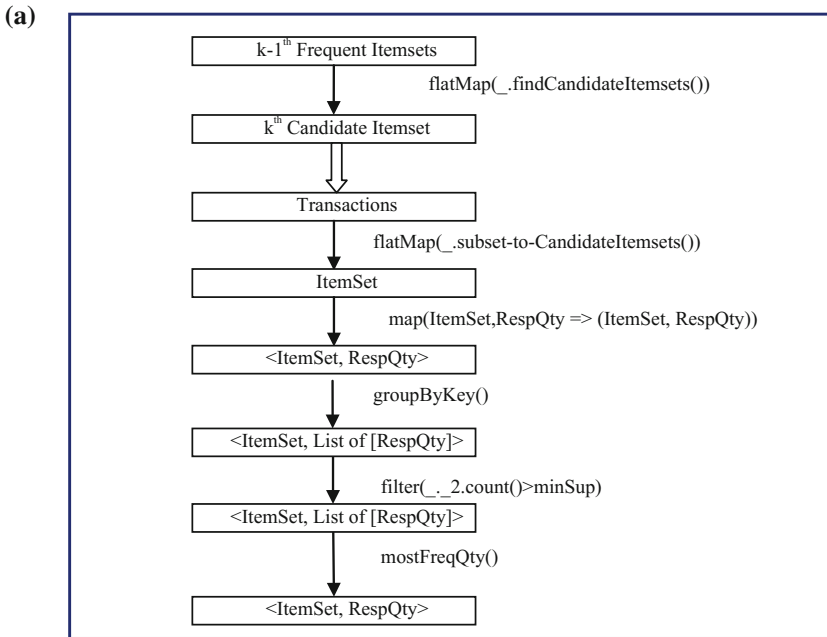 (a)
k-1th Frequent Itemsets
flatMap(_.findCandidateItemsets())
kth Candidate Itemset
Transactions
flatMap(_.subset-to-CandidateItemsets())
ItemSet
map(ItemSet,RespQty => (ItemSet, RespQty))
<ItemSet, RespQty>
groupByKey()
<ItemSet, List of [RespQty]>
filter(_._2.count()>minSup)
<ItemSet, List of [RespQty]>
mostFreqQty()
<ItemSet, RespQty>